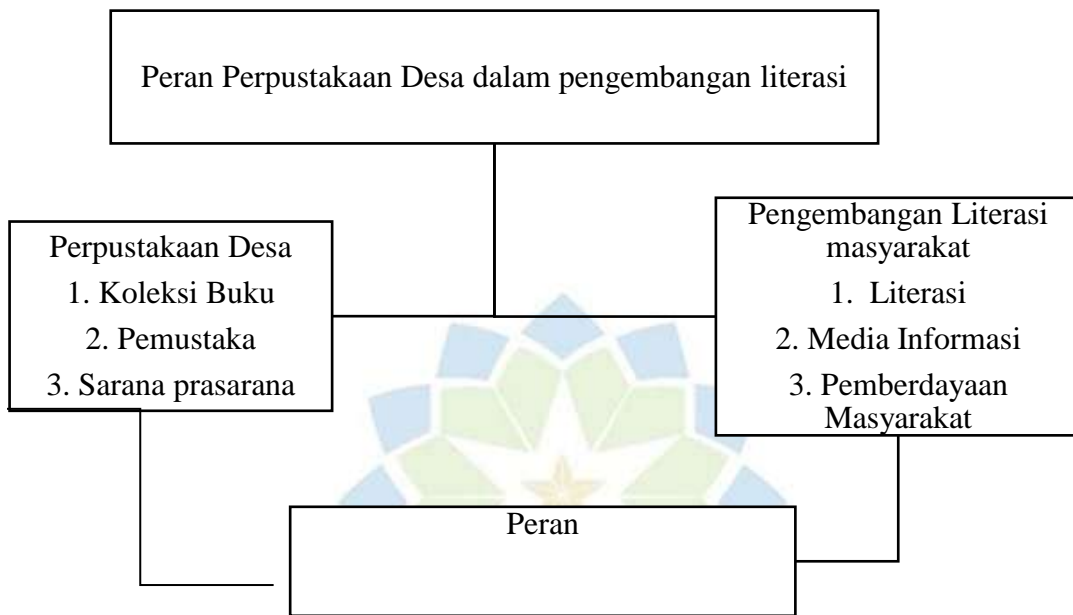 Peran Perpustakaan Desa dalam pengembangan literasi
Perpustakaan Desa
1. Koleksi Buku
2. Pemustaka
3. Sarana prasarana
Pengembangan Literasi
masyarakat
1. Literasi
2. Media Informasi
3. Pemberdayaan
Masyarakat
Peran